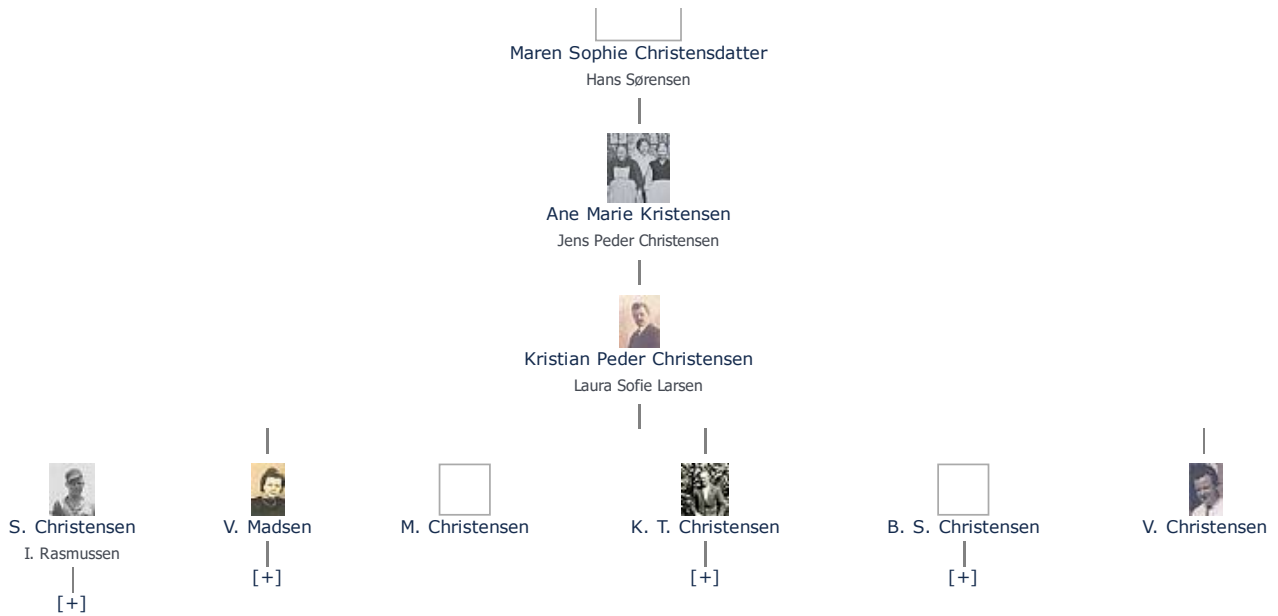 Maren Sophie Christensdatter
Hans Sørensen
Ane Marie Kristensen
Jens Peder Christensen
Kristian Peder Christensen
Laura Sofie Larsen
S. Christensen
V. Madsen
M. Christensen
K. T. Christensen
B. S. Christensen
V. Christensen
I. Rasmussen
[+]
[+]
[+]
[+]